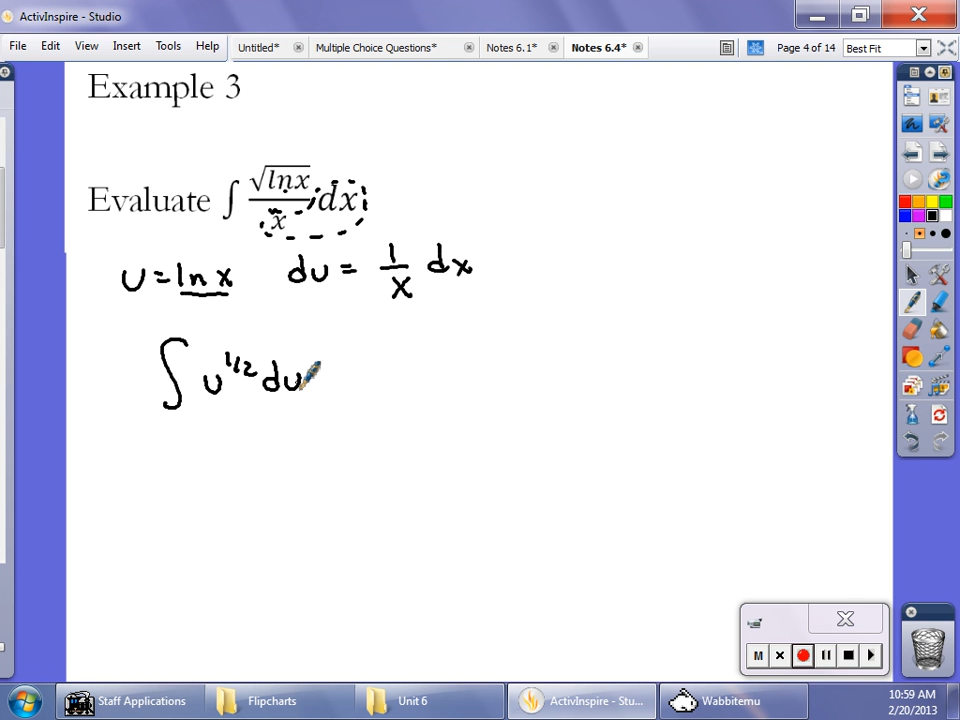 ActivInspire - Studio
File Edit View Insert Tools Help Untitled* Multiple Choice Questions* Notes 6.1* Notes 6.4* Page 4 of 14 Best Fit
Example 3
Evaluate ∫ √lnx/x dx
u = ln x du = 1/x dx
∫ u^1/2 du
M
Staff Applications Flipcharts Unit 6 ActivInspire - Stu... Wabbitemu 10:59 AM
2/20/2013